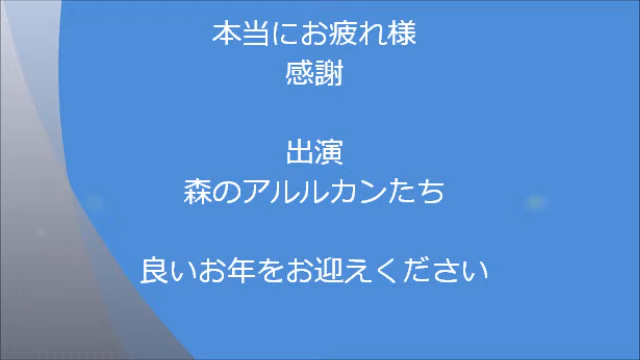 本当にお疲れ様
感謝
出演
森のアルルカンたち
良いお年をお迎えください